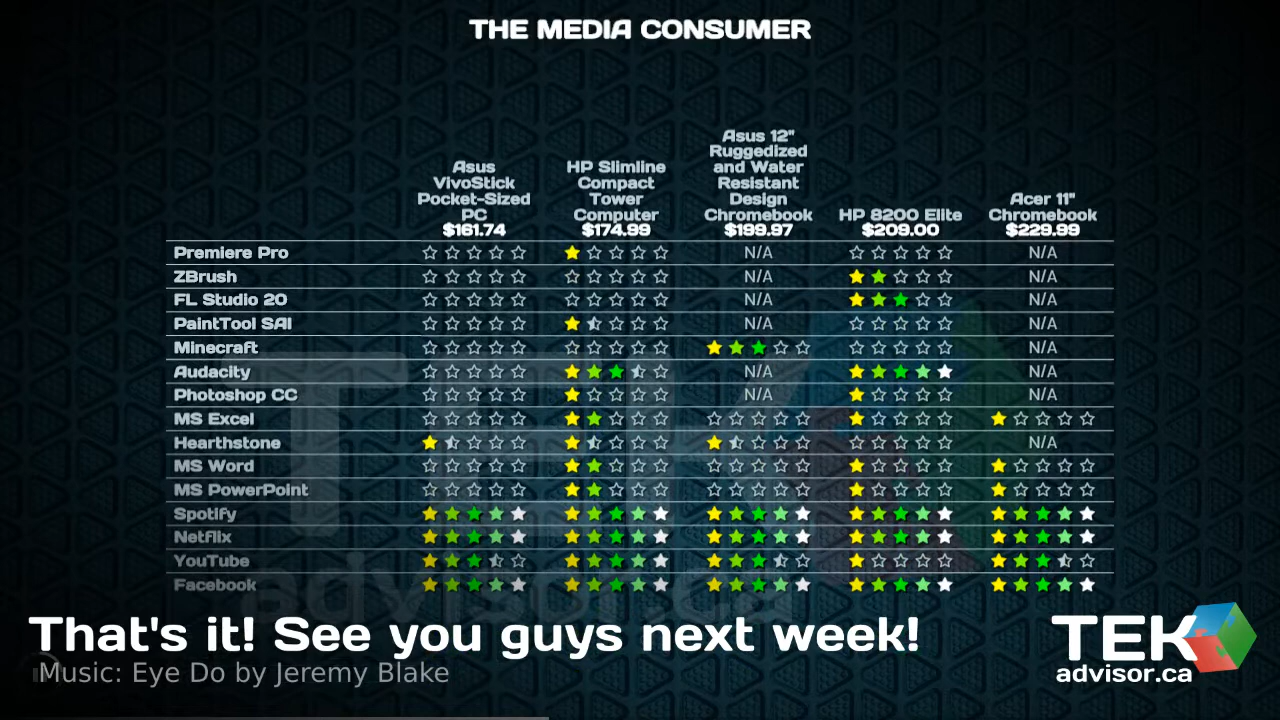 THE MEDIA CONSUMER
Asus VivoStick Pocket-Sized PC $161.74
HP Slimline Compact Tower Computer $174.99
Asus 12" Ruggedized and Water Resistant Design Chromebook $199.97
HP 8200 Elite $209.00
Acer 11" Chromebook $229.99
Premiere Pro N/A N/A
ZBrush N/A N/A
FL Studio 20 N/A N/A
PaintTool SAI N/A N/A
Minecraft N/A
Audacity N/A N/A
Photoshop CC N/A N/A
MS Excel
Hearthstone N/A
MS Word
MS PowerPoint
Spotify
Netflix
YouTube
Facebook
TEK
advisor.ca
That's it! See you guys next week!
Music: Eye Do by Jeremy Blake
TEK
advisor.ca